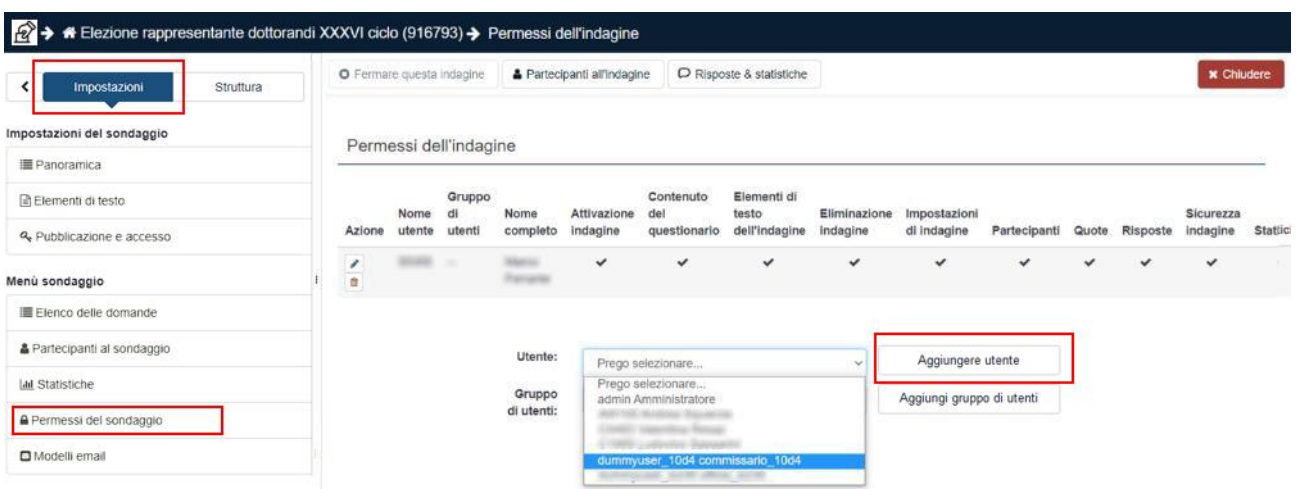 Elezione rappresentante dottorandi XXXVI ciclo (916793) Permessi dell'indagine
Impostazioni Struttura
Fermare questa indagine Partecipanti all'indagine Risposte & statistiche Chiudere
Impostazioni del sondaggio
Panoramica
Elementi di testo
Pubblicazione e accesso
Menù sondaggio
Elenco delle domande
Partecipanti al sondaggio
Statistiche
Permessi del sondaggio
Modelli email
Permessi dell'indagine
Azione
Nome utente
Gruppo di utenti
Nome completo
Attivazione indagine
Contenuto del questionario
Elementi di testo dell'indagine
Eliminazione indagine
Impostazioni di indagine
Partecipanti
Quote
Risposte
Sicurezza indagine
Utente:
Prego selezionare...
Aggiungere utente
Prego selezionare...
admin Amministratore
dummyuser_10d4 commissario_10d4
Gruppo di utenti:
Aggiungi gruppo di utenti